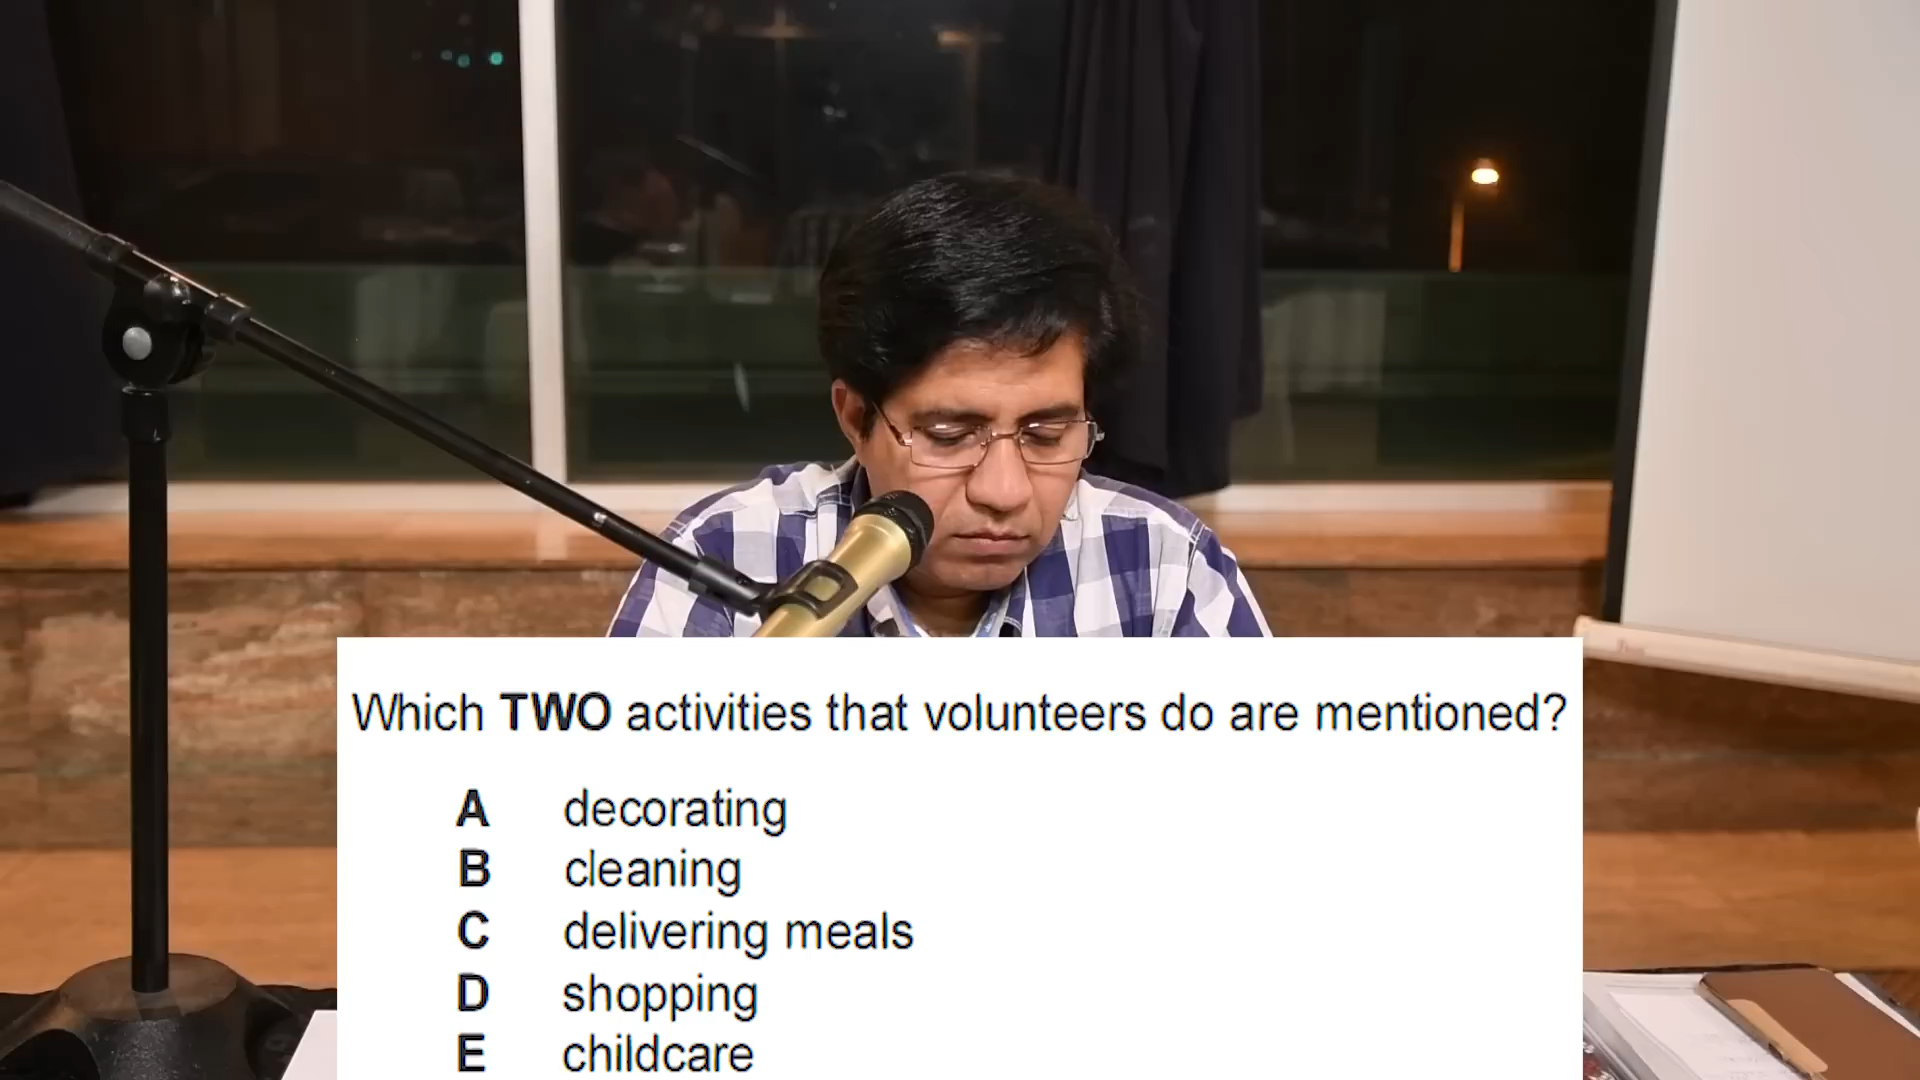 Which TWO activities that volunteers do are mentioned?
A decorating
B cleaning
C delivering meals
D shopping
E childcare